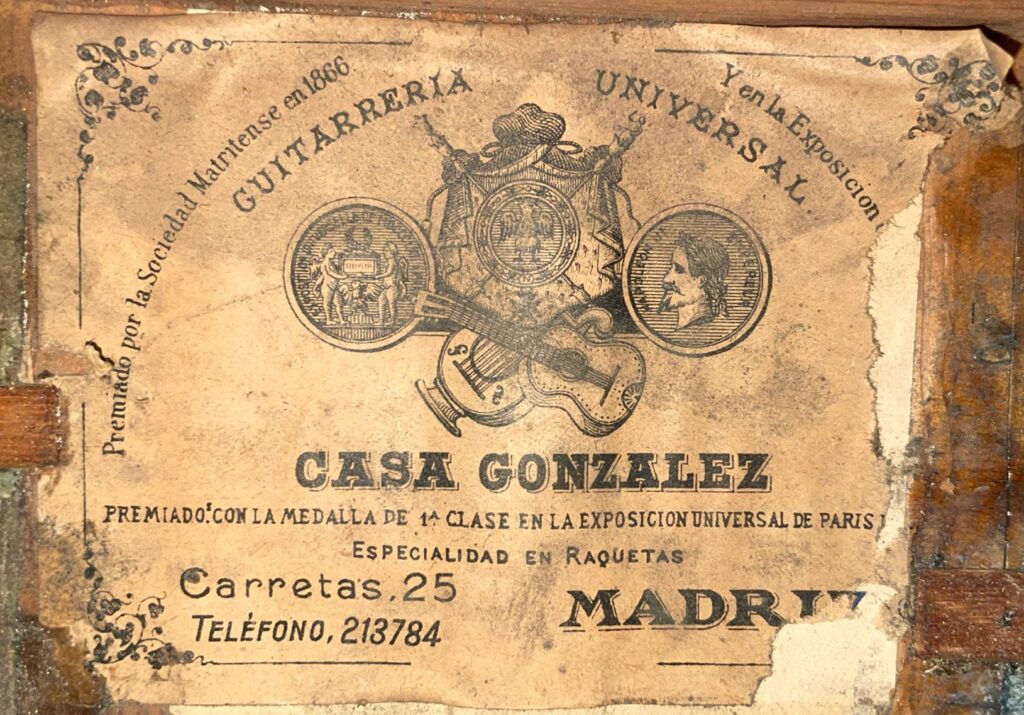 Premiado por la Sociedad Matritense en 1866
Y en la Exposicion
GUITARRERIA UNIVERSAL.
CASA GONZALEZ
PREMIADO.ˢ CON LA MEDALLA DE 1ª CLASE EN LA EXPOSICION UNIVERSAL DE PARIS
ESPECIALIDAD EN RAQUETAS
Carretas, 25
MADRI
TELÉFONO, 213784